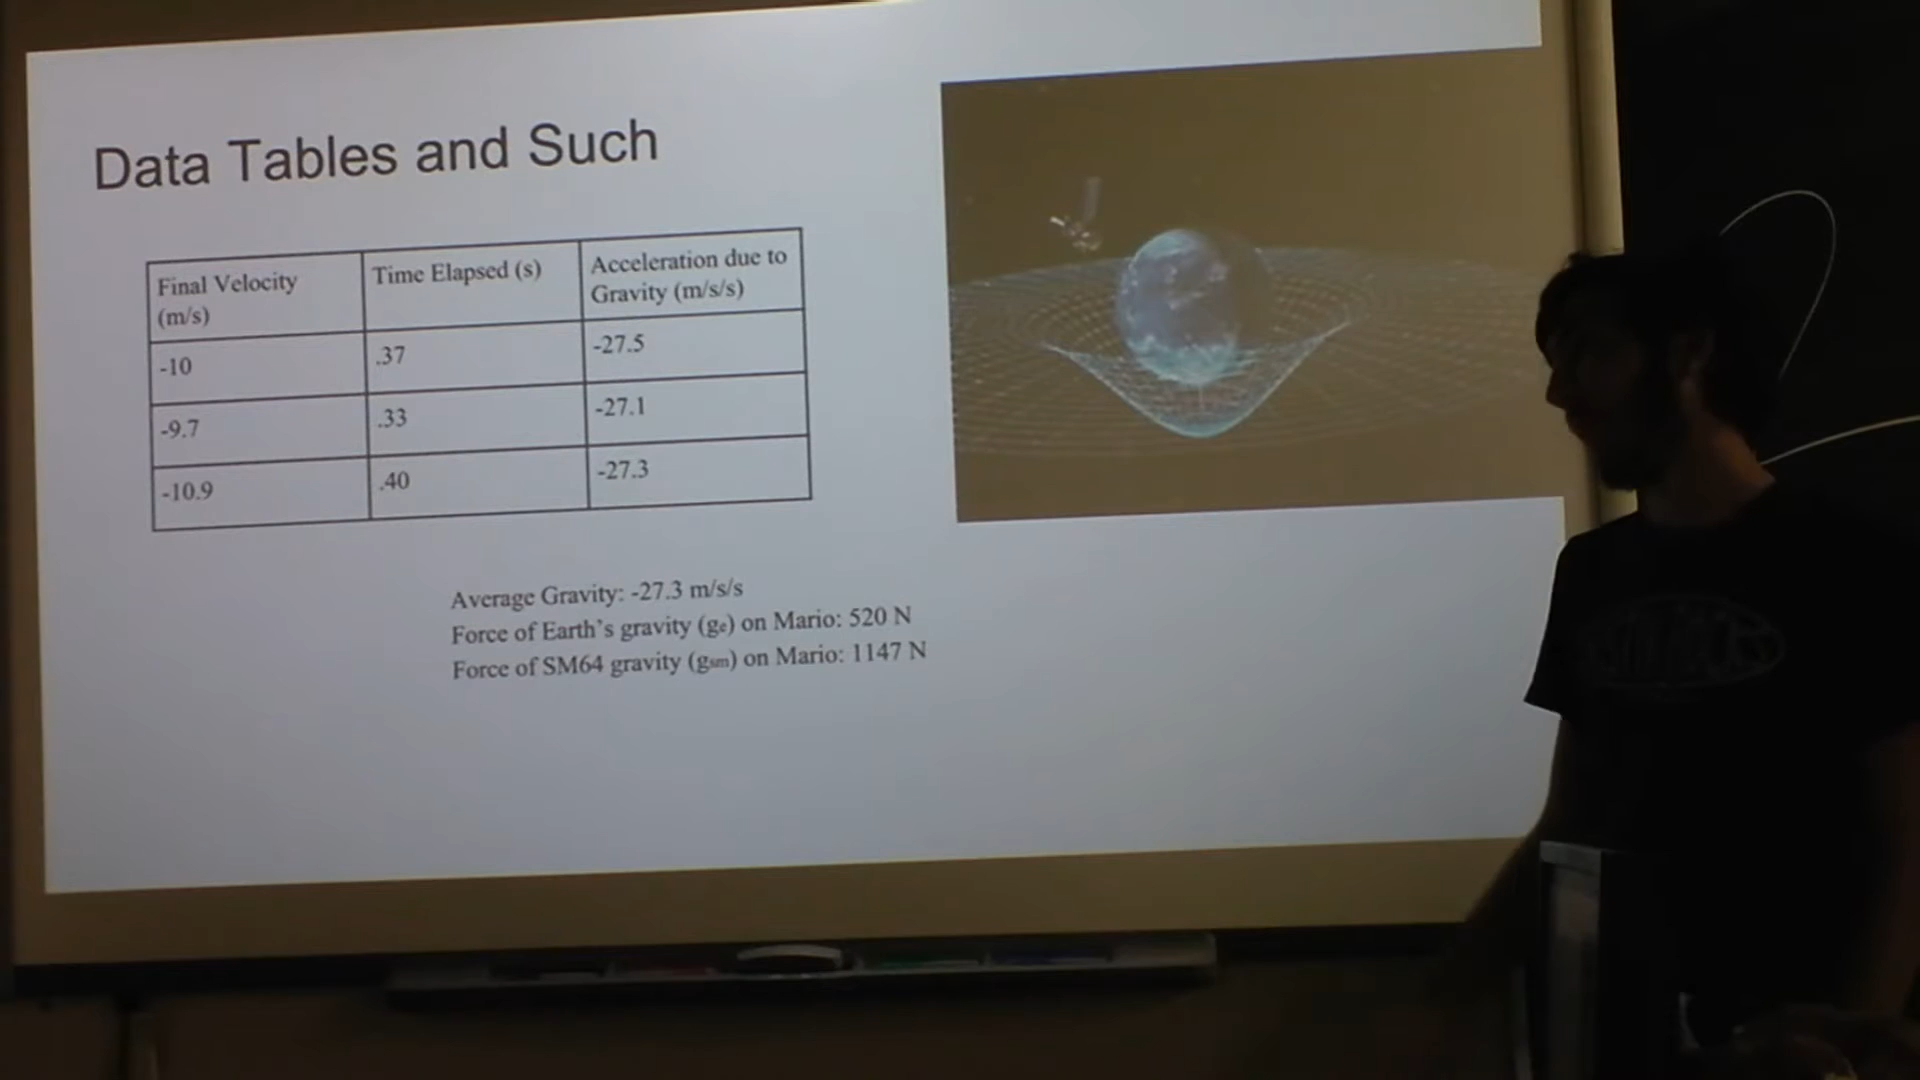 Data Tables and Such
Final Velocity (m/s) Time Elapsed (s) Acceleration due to Gravity (m/s/s)
-10 .37 -27.5
-9.7 .33 -27.1
-10.9 .40 -27.3
Average Gravity: -27.3 m/s/s
Force of Earth's gravity (ge) on Mario: 520 N
Force of SM64 gravity (gsm) on Mario: 1147 N